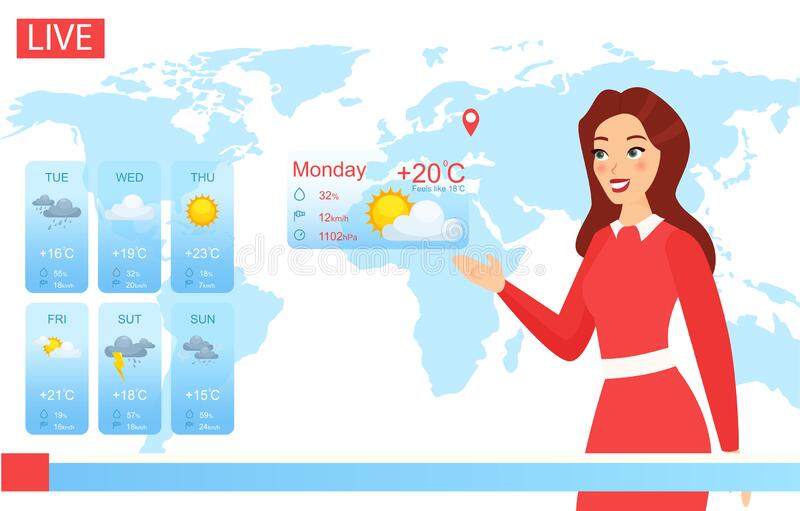 LIVE
Monday
+20°C
Feels like 18°C
32%
12km/h
1102hPa
TUE WED THU
+16°C +19°C +23°C
55% 32% 18%
18km/h 20km/h 7km/h
FRI SUT SUN
+21°C +18°C +15°C
19% 57% 59%
16km/h 18km/h 24km/h
dreamstime